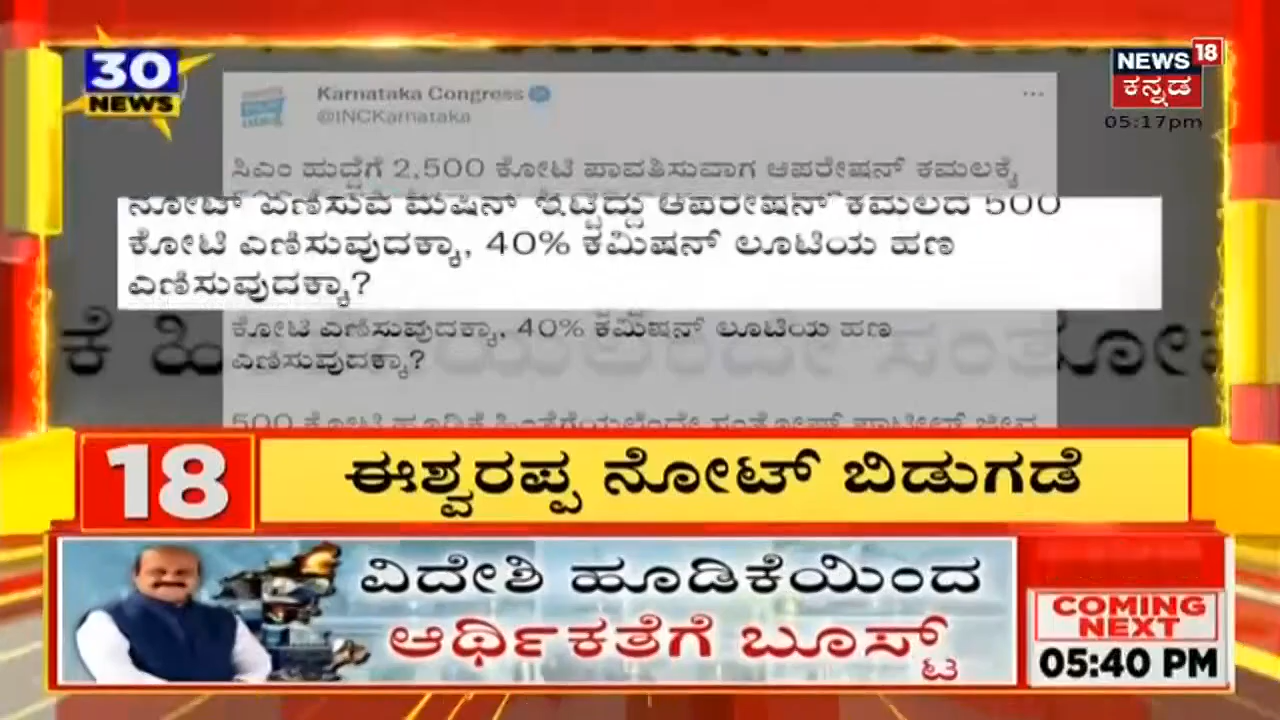 30
NEWS
NEWS 18
ಕನ್ನಡ
05:17pm
Karnataka Congress
@INCKarnataka
ಸಿಎಂ ಹುದ್ದೆಗೆ 2,500 ಕೋಟಿ ಪಾವತಿಸುವಾಗ ಆಪರೇಷನ್ ಕಮಲಕ್ಕೆ
ನೋಟ್ ಎಣಿಸುವ ಮಷಿನ್ ಇಟ್ಟಿದ್ದು ಆಪರೇಷನ್ ಕಮಲದ 500
ಕೋಟಿ ಎಣಿಸುವುದಕ್ಕಾ, 40% ಕಮಿಷನ್ ಲೂಟಿಯ ಹಣ
ಎಣಿಸುವುದಕ್ಕಾ?
ಕೋಟಿ ಎಣಿಸುವುದಕ್ಕಾ, 40% ಕಮಿಷನ್ ಲೂಟಿಯ ಹಣ
ಎಣಿಸುವುದಕ್ಕಾ?
18
ಈಶ್ವರಪ್ಪ ನೋಟ್ ಬಿಡುಗಡೆ
ವಿದೇಶಿ ಹೂಡಿಕೆಯಿಂದ
ಆರ್ಥಿಕತೆಗೆ ಬೂಸ್ಟ್
COMING
NEXT
05:40 PM